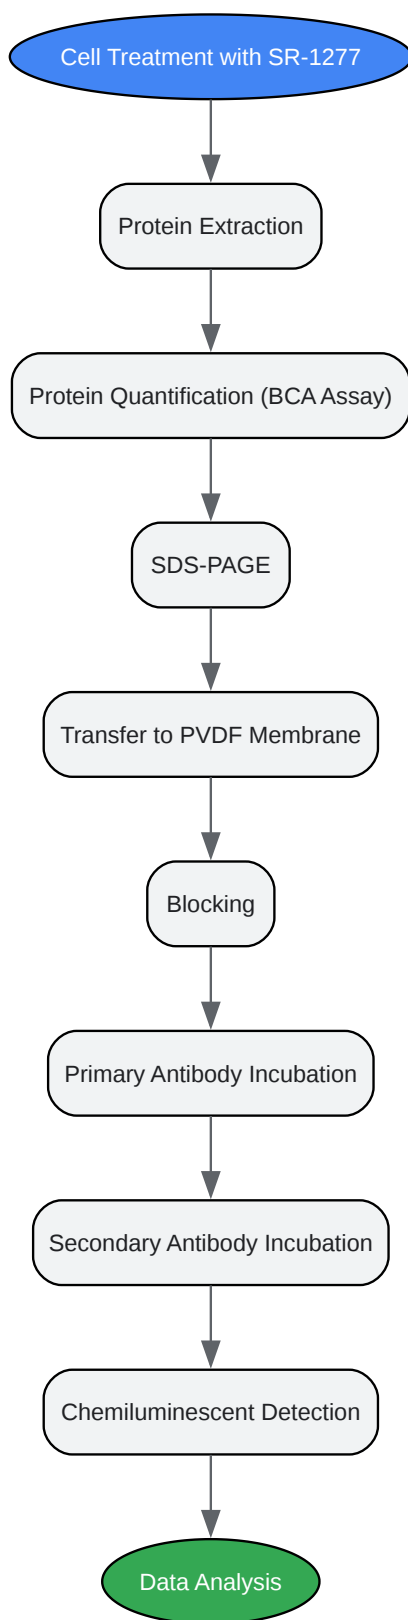 Cell Treatment with SR-1277
Protein Extraction
Protein Quantification (BCA Assay)
SDS-PAGE
Transfer to PVDF Membrane
Blocking
Primary Antibody Incubation
Secondary Antibody Incubation
Chemiluminescent Detection
Data Analysis